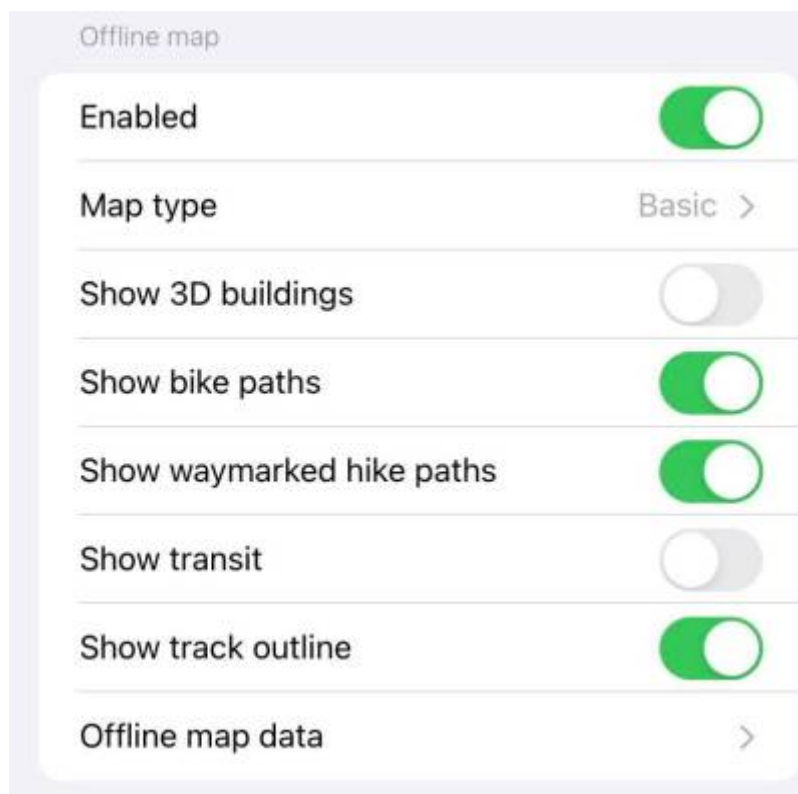 Offline map
Enabled
Map type Basic
Show 3D buildings
Show bike paths
Show waymarked hike paths
Show transit
Show track outline
Offline map data